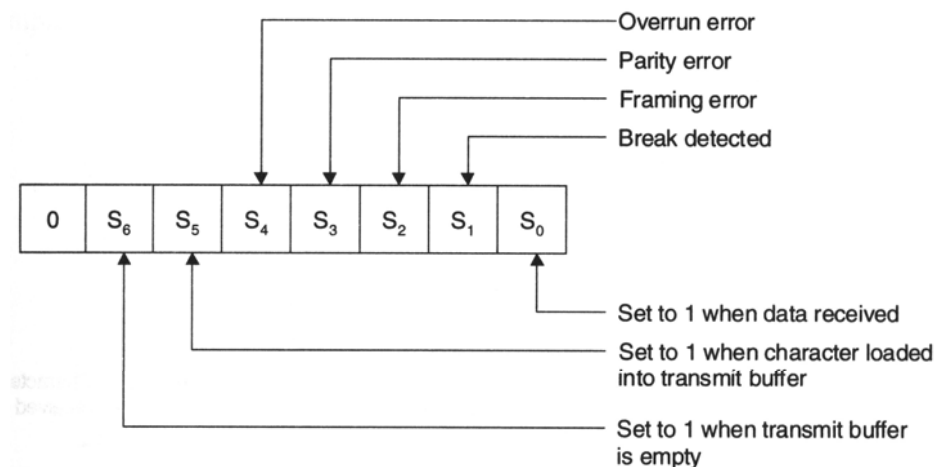 Overrun error
Parity error
Framing error
Break detected
0 S₆ S₅ S₄ S₃ S₂ S₁ S₀
Set to 1 when data received
Set to 1 when character loaded
into transmit buffer
Set to 1 when transmit buffer
is empty